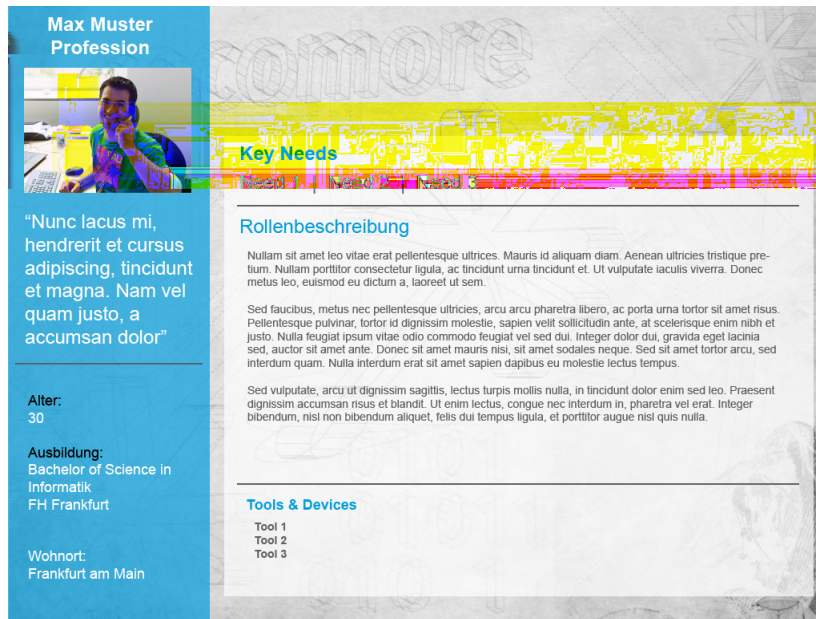 Max Muster
Profession
comore
Key Needs
Need 1 | Need 2 | Need 3
“Nunc lacus mi,
hendrerit et cursus
adipiscing, tincidunt
et magna. Nam vel
quam justo, a
accumsan dolor”
Alter:
30
Ausbildung:
Bachelor of Science in
Informatik
FH Frankfurt
Wohnort:
Frankfurt am Main
Rollenbeschreibung
Nullam sit amet leo vitae erat pellentesque ultrices. Mauris id aliquam diam. Aenean ultricies tristique pre-
tium. Nullam porttitor consectetur ligula, ac tincidunt urna tincidunt et. Ut vulputate iaculis viverra. Donec
metus leo, euismod eu dictum a, laoreet ut sem.
Sed faucibus, metus nec pellentesque ultricies, arcu arcu pharetra libero, ac porta urna tortor sit amet risus.
Pellentesque pulvinar, tortor id dignissim molestie, sapien velit sollicitudin ante, at scelerisque enim nibh et
justo. Nulla feugiat ipsum vitae odio commodo feugiat vel sed dui. Integer dolor dui, gravida eget lacinia
sed, auctor sit amet ante. Donec sit amet mauris nisi, sit amet sodales neque. Sed sit amet tortor arcu, sed
interdum quam. Nulla interdum erat sit amet sapien dapibus eu molestie lectus tempus.
Sed vulputate, arcu ut dignissim sagittis, lectus turpis mollis nulla, in tincidunt dolor enim sed leo. Praesent
dignissim accumsan risus et blandit. Ut enim lectus, congue nec interdum in, pharetra vel erat. Integer
bibendum, nisl non bibendum aliquet, felis dui tempus ligula, et porttitor augue nisl quis nulla.
Tools & Devices
Tool 1
Tool 2
Tool 3